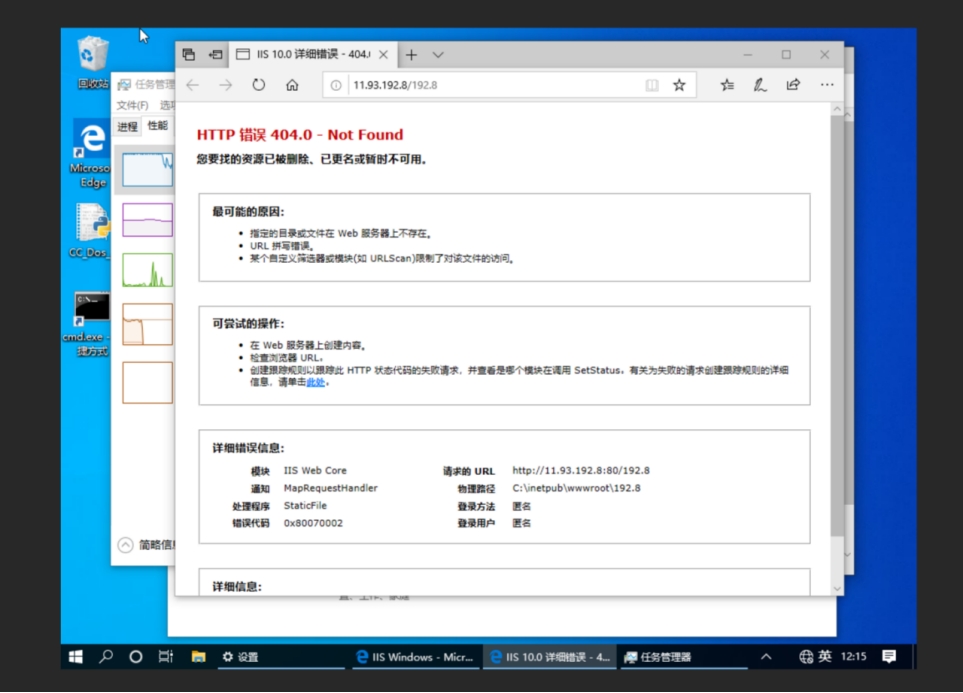 回收站
Microso
Edge
CC_Dos_
cmd.exe -
捷方式
任务管理
文件(F) 选项
进程 性能
简略信息
IIS 10.0 详细错误 - 404.
11.93.192.8/192.8
HTTP 错误 404.0 - Not Found
您要找的资源已被删除、已更名或暂时不可用。
最可能的原因:
• 指定的目录或文件在 Web 服务器上不存在。
• URL 拼写错误。
• 某个自定义筛选器或模块(如 URLScan)限制了对该文件的访问。
可尝试的操作:
• 在 Web 服务器上创建内容。
• 检查浏览器 URL。
• 创建跟踪规则以跟踪此 HTTP 状态代码的失败请求，并查看是哪个模块在调用 SetStatus。有关为失败的请求创建跟踪规则的详细
信息，请单击此处。
详细错误信息:
模块 IIS Web Core 请求的 URL http://11.93.192.8:80/192.8
通知 MapRequestHandler 物理路径 C:\inetpub\wwwroot\192.8
处理程序 StaticFile 登录方法 匿名
错误代码 0x80070002 登录用户 匿名
详细信息:
设置 IIS Windows - Micr... IIS 10.0 详细错误 - 4... 任务管理器 英 12:15